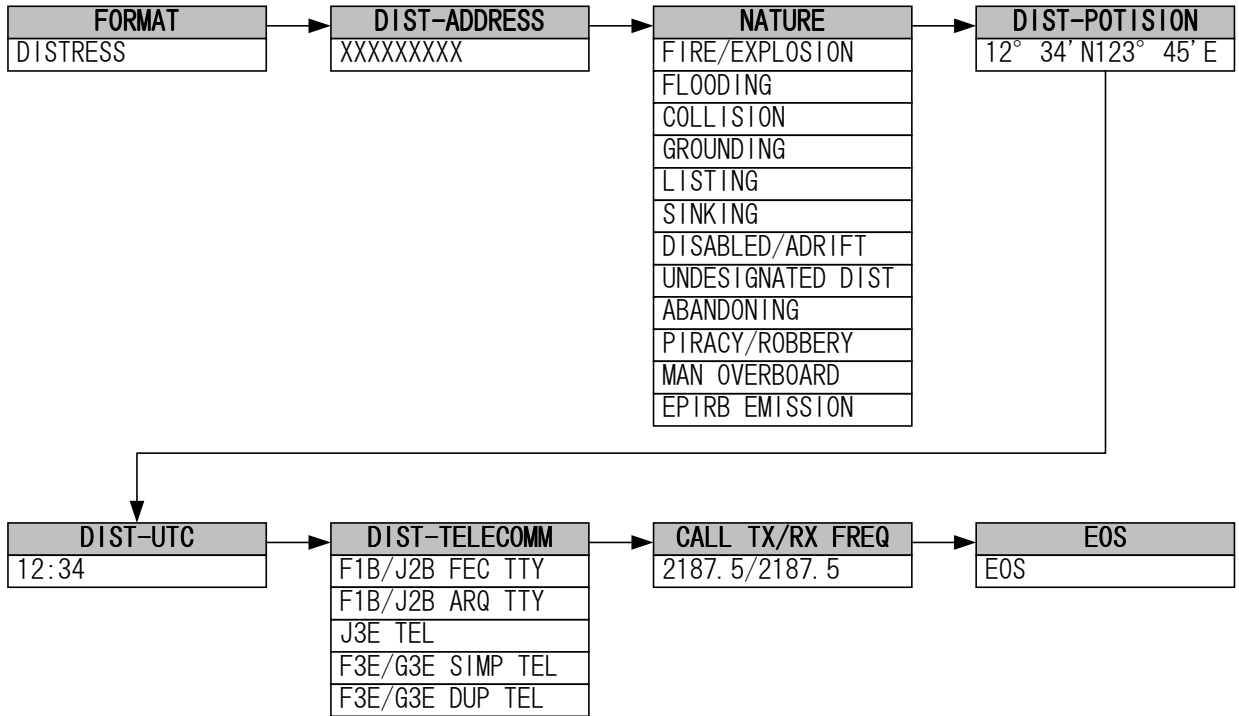 FORMAT
DISTRESS
DIST-ADDRESS
XXXXXXXXX
NATURE
FIRE/EXPLOSION
FLOODING
COLLISION
GROUNDING
LISTING
SINKING
DISABLED/ADRIFT
UNDESIGNATED DIST
ABANDONING
PIRACY/ROBBERY
MAN OVERBOARD
EPIRB EMISSION
DIST-POTISION
12° 34'N123° 45'E
DIST-UTC
12:34
DIST-TELECOMM
F1B/J2B FEC TTY
F1B/J2B ARQ TTY
J3E TEL
F3E/G3E SIMP TEL
F3E/G3E DUP TEL
CALL TX/RX FREQ
2187.5/2187.5
EOS
EOS